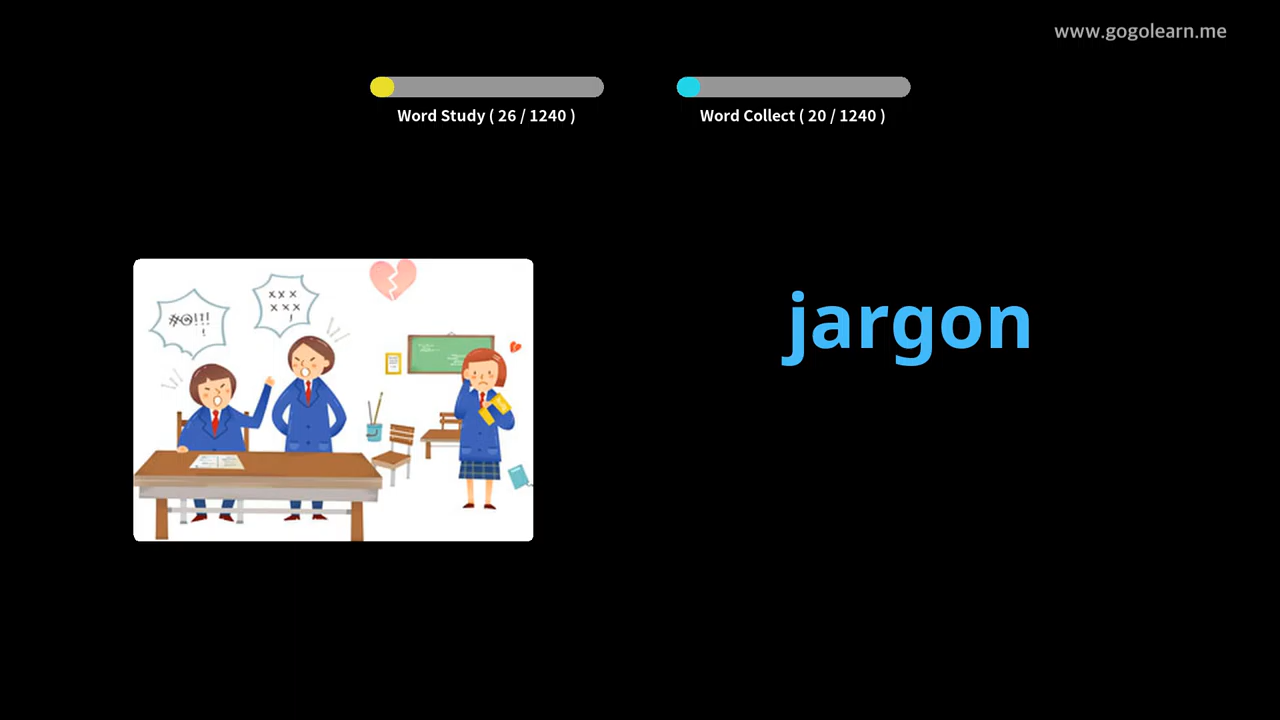 www.gogolearn.me
Word Study ( 26 / 1240 )
Word Collect ( 20 / 1240 )
#@!!!
!
x x x
x x x
!
jargon